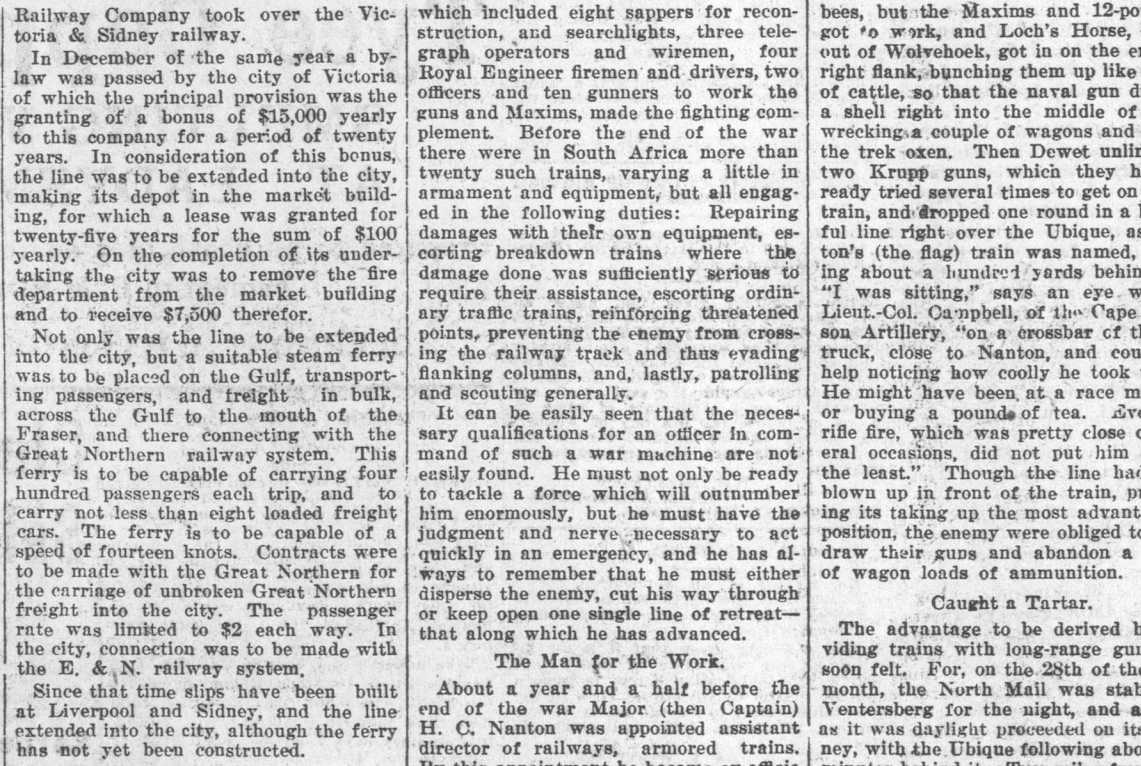 Railway Company took over the Vic-
toria & Sidney railway.
In December of the same year a by-
law was passed by the city of Victoria
of which the principal provision was the
granting of a bonus of $15,000 yearly
to this company for a period of twenty
years. In consideration of this bonus,
the line was to be extended into the city,
making its depot in the market build-
ing, for which a lease was granted for
twenty-five years for the sum of $100
yearly. On the completion of its under-
taking the city was to remove the fire
department from the market building
and to receive $7,500 therefor.
Not only was the line to be extended
into the city, but a suitable steam ferry
was to be placed on the Gulf, transport-
ing passengers, and freight in bulk,
across the Gulf to the mouth of the
Fraser, and there connecting with the
Great Northern railway system. This
ferry is to be capable of carrying four
hundred passengers each trip, and to
carry not less than eight loaded freight
cars. The ferry is to be capable of a
speed of fourteen knots. Contracts were
to be made with the Great Northern for
the carriage of unbroken Great Northern
freight into the city. The passenger
rate was limited to $2 each way. In
the city, connection was to be made with
the E. & N. railway system.
Since that time slips have been built
at Liverpool and Sidney, and the line
extended into the city, although the ferry
has not yet been constructed.
which included eight sappers for recon-
struction, and searchlights, three tele-
graph operators and wiremen, four
Royal Engineer firemen and drivers, two
officers and ten gunners to work the
guns and Maxims, made the fighting com-
plement. Before the end of the war
there were in South Africa more than
twenty such trains, varying a little in
armament and equipment, but all engag-
ed in the following duties: Repairing
damages with their own equipment, es-
corting breakdown trains where the
damage done was sufficiently serious to
require their assistance, escorting ordin-
ary traffic trains, reinforcing threatened
points, preventing the enemy from cross-
ing the railway track and thus evading
flanking columns, and, lastly, patrolling
and scouting generally.
It can be easily seen that the neces-
sary qualifications for an officer in com-
mand of such a war machine are not
easily found. He must not only be ready
to tackle a force which will outnumber
him enormously, but he must have the
judgment and nerve necessary to act
quickly in an emergency, and he has al-
ways to remember that he must either
disperse the enemy, cut his way through
or keep open one single line of retreat—
that along which he has advanced.
The Man for the Work.
About a year and a half before the
end of the war Major (then Captain)
H. C. Nanton was appointed assistant
director of railways, armored trains.
bees, but the Maxims and 12-po
got to work, and Loch's Horse,
out of Wolvehoek, got in on the e
right flank, bunching them up like
of cattle, so that the naval gun d
a shell right into the middle of
wrecking a couple of wagons and
the trek oxen. Then Dewet unlin
two Krupp guns, which they h
ready tried several times to get on
train, and dropped one round in a
ful line right over the Ubique, as
ton's (the flag) train was named,
ing about a hundred yards behin
"I was sitting," says an eye w
Lieut.-Col. Campbell, of the Cape
son Artillery, "on a crossbar of th
truck, close to Nanton, and cou
help noticing how coolly he took
He might have been at a race m
or buying a pound of tea. Eve
rifle fire, which was pretty close
eral occasions, did not put him
the least." Though the line had
blown up in front of the train, p
ing its taking up the most advant
position, the enemy were obliged to
draw their guns and abandon a
of wagon loads of ammunition.
Caught a Tartar.
The advantage to be derived b
viding trains with long-range gu
soon felt. For, on the 28th of the
month, the North Mail was sta
Ventersberg for the night, and a
as it was daylight proceeded on its
ney, with the Ubique following abo